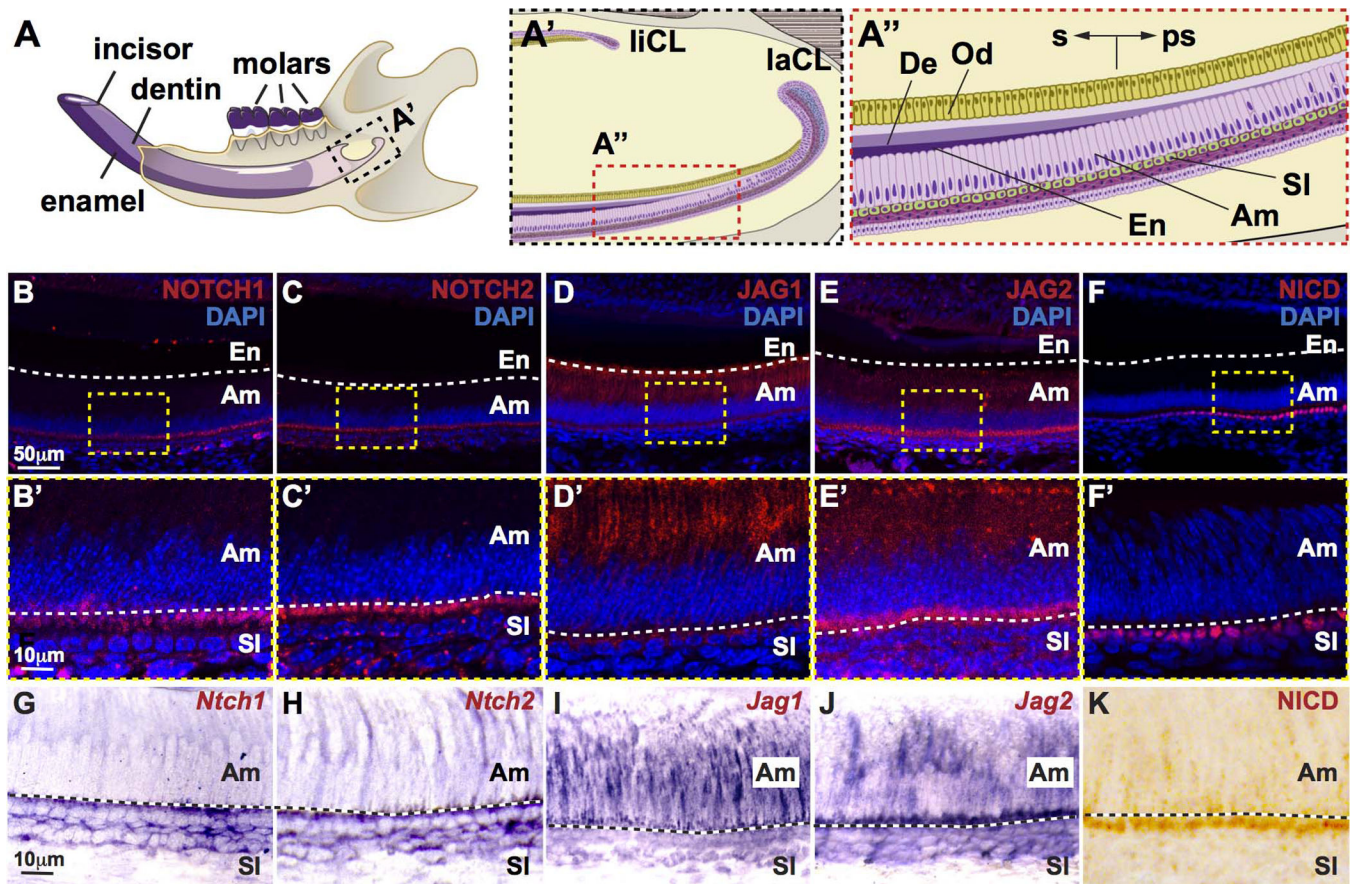 A
incisor
dentin
molars
A’
enamel
A’
liCL
laCL
A’’
A’’
s
ps
De
Od
En
Am
SI
B
NOTCH1
DAPI
En
Am
50μm
C
NOTCH2
DAPI
En
Am
D
JAG1
DAPI
En
Am
E
JAG2
DAPI
En
Am
F
NICD
DAPI
En
Am
B’
Am
SI
E
10μm
C’
Am
SI
D’
Am
SI
E’
Am
SI
F’
Am
SI
G
Ntch1
Am
SI
10μm
H
Ntch2
Am
SI
I
Jag1
Am
SI
J
Jag2
Am
SI
K
NICD
Am
SI